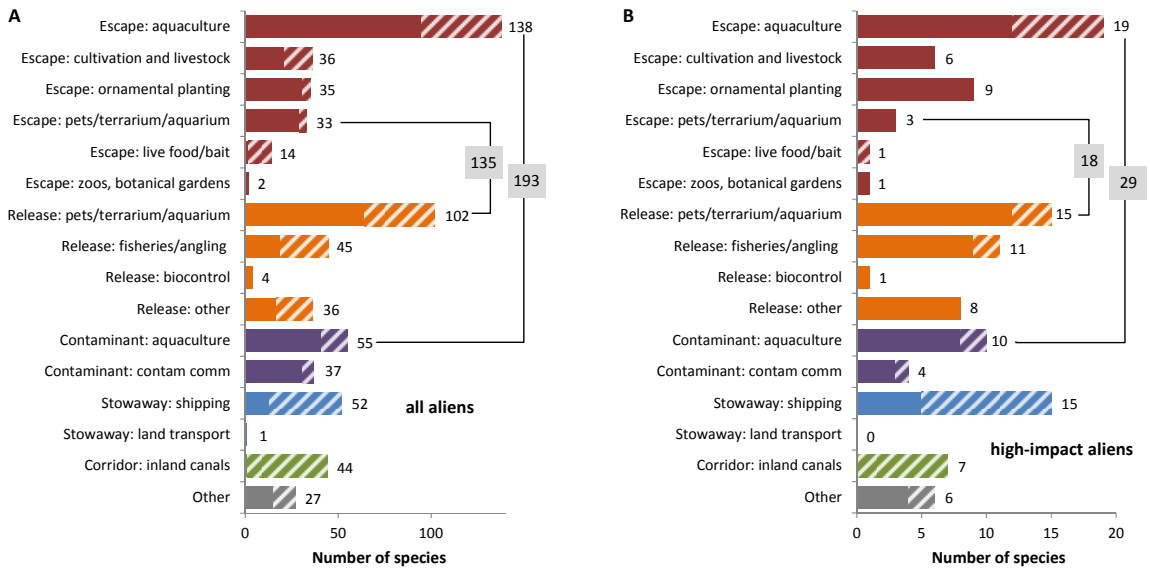 A
Escape: aquaculture 138
Escape: cultivation and livestock 36
Escape: ornamental planting 35
Escape: pets/terrarium/aquarium 33
Escape: live food/bait 14
135
Escape: zoos, botanical gardens 2
193
Release: pets/terrarium/aquarium 102
Release: fisheries/angling 45
Release: biocontrol 4
Release: other 36
Contaminant: aquaculture 55
Contaminant: contam comm 37
Stowaway: shipping 52
all aliens
Stowaway: land transport 1
Corridor: inland canals 44
Other 27
0 50 100
Number of species
B
Escape: aquaculture 19
Escape: cultivation and livestock 6
Escape: ornamental planting 9
Escape: pets/terrarium/aquarium 3
Escape: live food/bait 1
18
Escape: zoos, botanical gardens 1
29
Release: pets/terrarium/aquarium 15
Release: fisheries/angling 11
Release: biocontrol 1
Release: other 8
Contaminant: aquaculture 10
Contaminant: contam comm 4
Stowaway: shipping 15
Stowaway: land transport 0
high-impact aliens
Corridor: inland canals 7
Other 6
0 5 10 15 20
Number of species